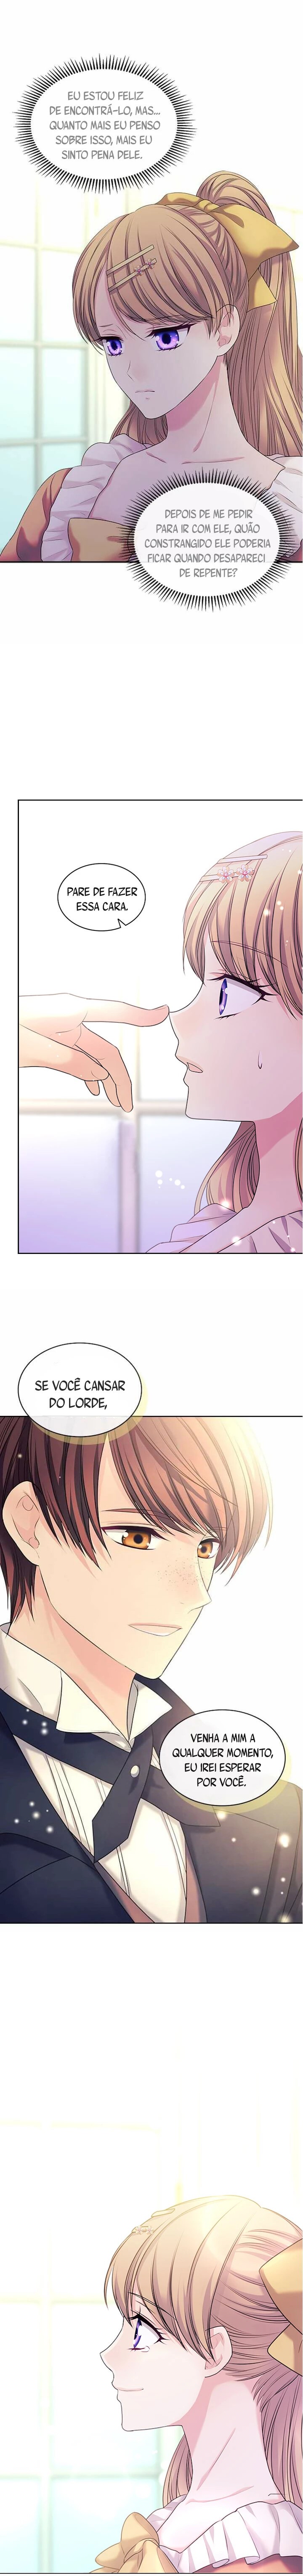 EU ESTOU FELIZ
DE ENCONTRÁ-LO, MAS...
QUANTO MAIS EU PENSO
SOBRE ISSO, MAIS EU
SINTO PENA DELE.
DEPOIS DE ME PEDIR
PARA IR COM ELE, QUÃO
CONSTRANGIDO ELE PODERIA
FICAR QUANDO DESAPARECI
DE REPENTE?
PARE DE FAZER
ESSA CARA.
SE VOCÊ CANSAR
DO LORDE,
VENHA A MIM A
QUALQUER MOMENTO,
EU IREI ESPERAR
POR VOCÊ.